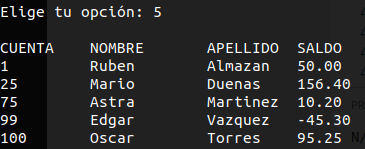 Elige tu opción: 5
CUENTA NOMBRE APELLIDO SALDO
1 Ruben Almazan 50.00
25 Mario Duenas 156.40
75 Astra Martinez 10.20
99 Edgar Vazquez -45.30
100 Oscar Torres 95.25